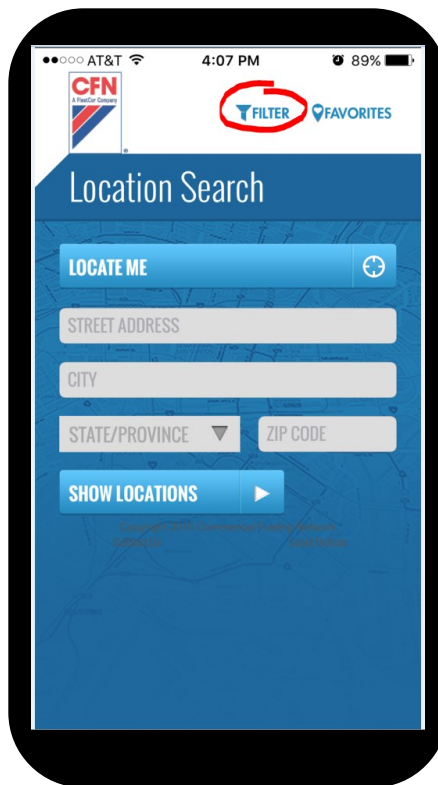 AT&T 4:07 PM 89%
CFN
A FleetCor Company
®
FILTER FAVORITES
Location Search
LOCATE ME
STREET ADDRESS
CITY
STATE/PROVINCE ZIP CODE
SHOW LOCATIONS